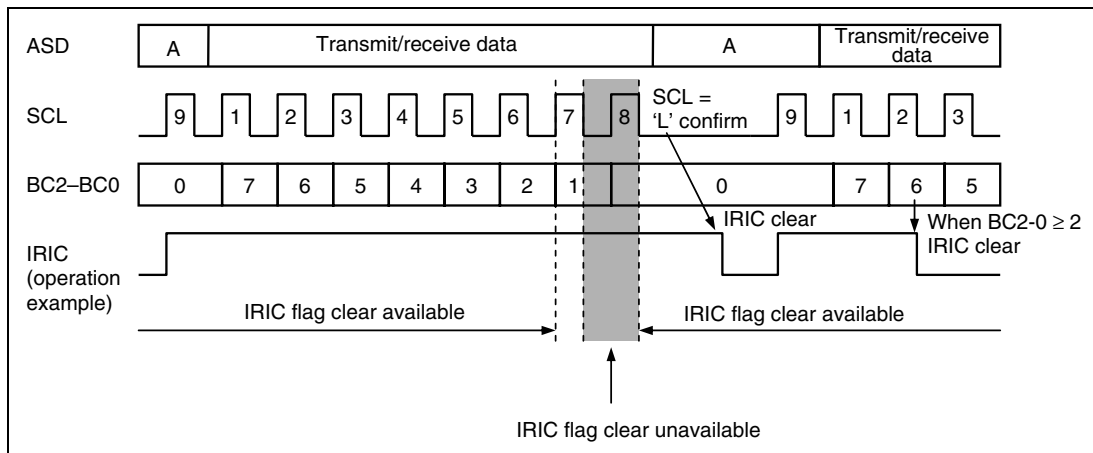 ASD
A
Transmit/receive data
A
Transmit/receive
data
SCL
9
1
2
3
4
5
6
7
8
SCL =
'L' confirm
9
1
2
3
BC2–BC0
0
7
6
5
4
3
2
1
0
7
6
5
IRIC
(operation
example)
IRIC clear
When BC2-0 ≥ 2
IRIC clear
IRIC flag clear available
IRIC flag clear available
IRIC flag clear unavailable